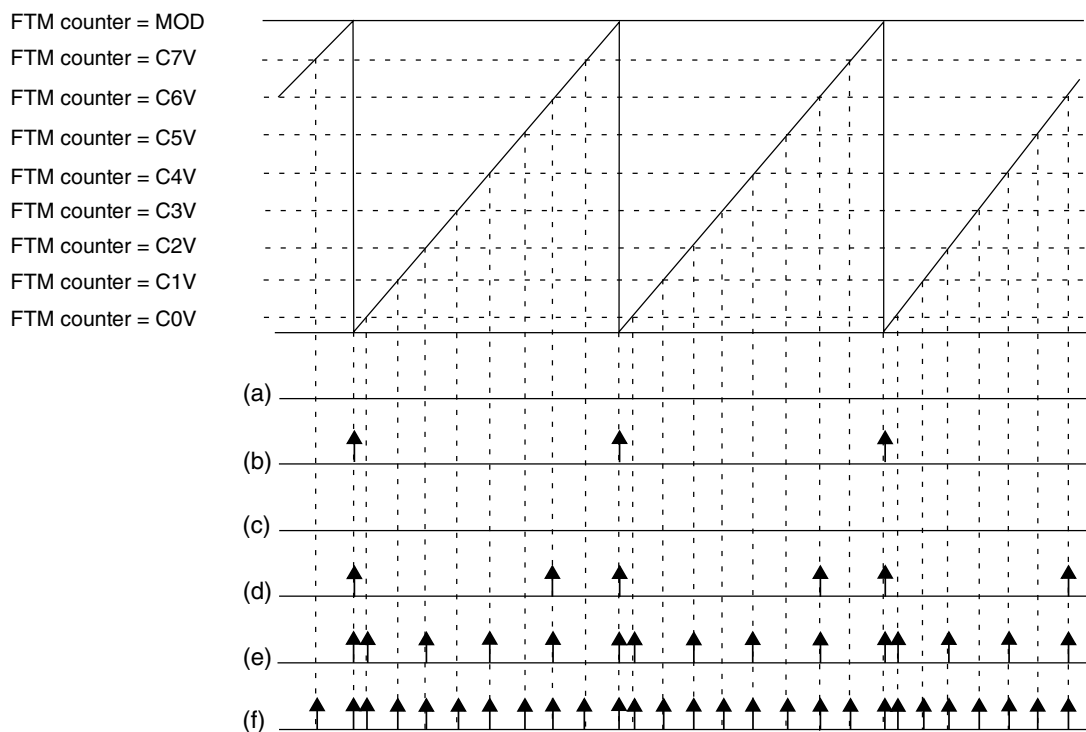 FTM counter = MOD
FTM counter = C7V
FTM counter = C6V
FTM counter = C5V
FTM counter = C4V
FTM counter = C3V
FTM counter = C2V
FTM counter = C1V
FTM counter = C0V
(a)
(b)
(c)
(d)
(e)
(f)